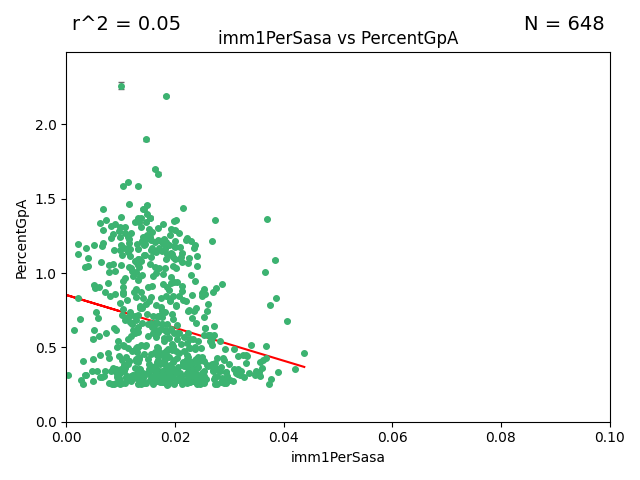 r^2 = 0.05
N = 648
imm1PerSasa vs PercentGpA
PercentGpA
2.0
1.5
1.0
0.5
0.0
0.00
0.02
0.04
0.06
0.08
0.10
imm1PerSasa